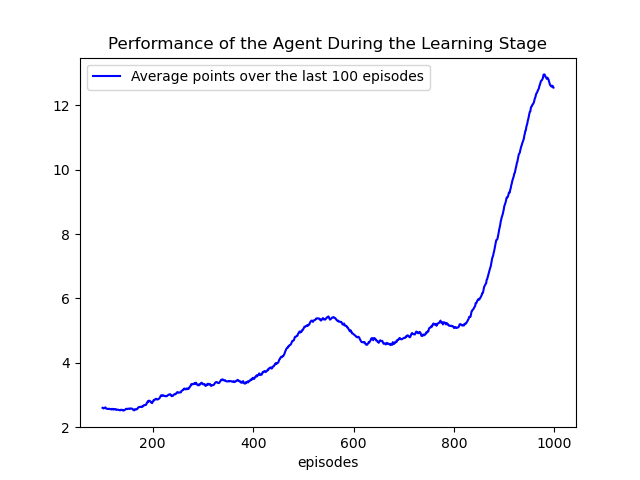 Performance of the Agent During the Learning Stage
Average points over the last 100 episodes
12
10
8
6
4
2
200 400 600 800 1000
episodes